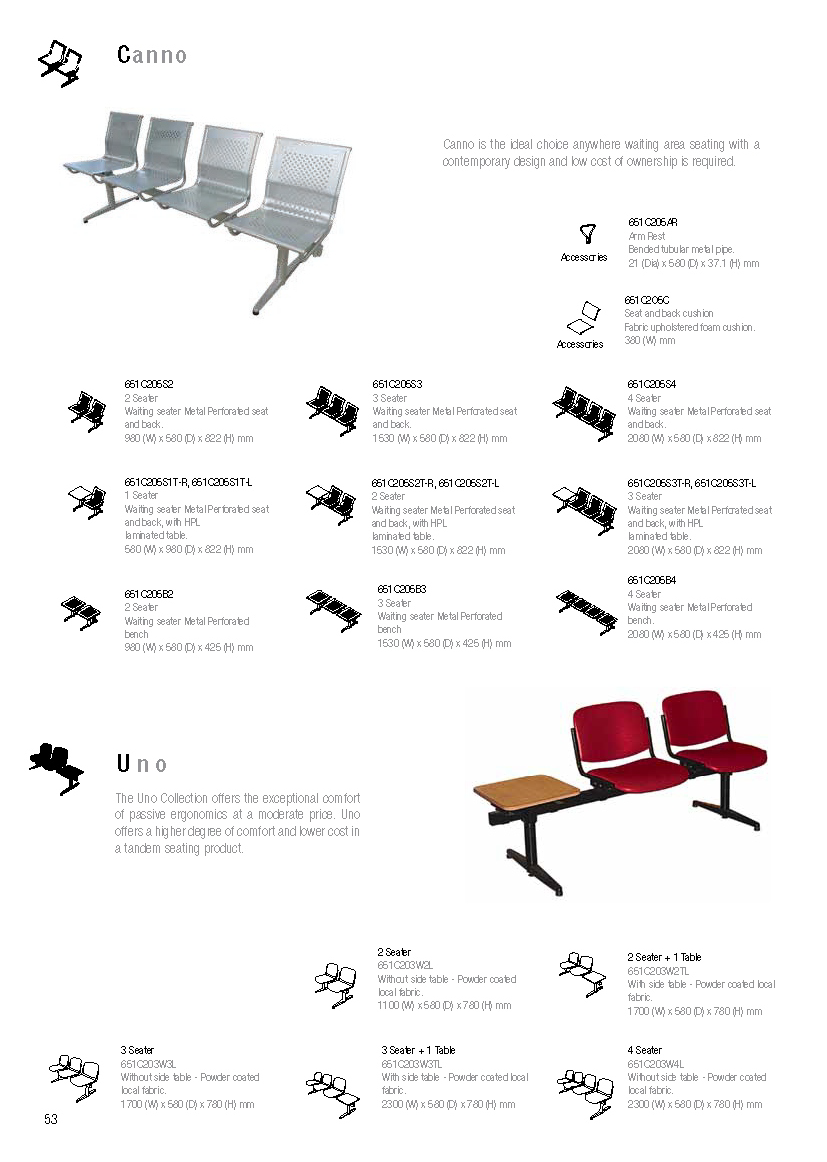 Canno
Canno is the ideal choice anywhere waiting area seating with a
contemporary design and low cost of ownership is required.
651C205AR
Arm Rest
Bended tubular metal pipe.
21 (Dia) x 580 (D) x 37.1 (H) mm
Accessories
651C205C
Seat and back cushion
Fabric upholstered foam cushion.
380 (W) mm
Accessories
651C205S2
2 Seater
Waiting seater Metal Perforated seat
and back.
980 (W) x 580 (D) x 822 (H) mm
651C205S3
3 Seater
Waiting seater Metal Perforated seat
and back.
1530 (W) x 580 (D) x 822 (H) mm
651C205S4
4 Seater
Waiting seater Metal Perforated seat
and back.
2080 (W) x 580 (D) x 822 (H) mm
651C205S1T-R, 651C205S1T-L
1 Seater
Waiting seater Metal Perforated seat
and back, with HPL
laminated table.
580 (W) x 980 (D) x 822 (H) mm
651C205S2T-R, 651C205S2T-L
2 Seater
Waiting seater Metal Perforated seat
and back, with HPL
laminated table.
1530 (W) x 580 (D) x 822 (H) mm
651C205S3T-R, 651C205S3T-L
3 Seater
Waiting seater Metal Perforated seat
and back, with HPL
laminated table.
2080 (W) x 580 (D) x 822 (H) mm
651C205B2
2 Seater
Waiting seater Metal Perforated
bench
980 (W) x 580 (D) x 425 (H) mm
651C205B3
3 Seater
Waiting seater Metal Perforated
bench
1530 (W) x 580 (D) x 425 (H) mm
651C205B4
4 Seater
Waiting seater Metal Perforated
bench.
2080 (W) x 580 (D) x 425 (H) mm
Uno
The Uno Collection offers the exceptional comfort
of passive ergonomics at a moderate price. Uno
offers a higher degree of comfort and lower cost in
a tandem seating product.
2 Seater
651C203W2L
Without side table - Powder coated
local fabric.
1100 (W) x 580 (D) x 780 (H) mm
2 Seater + 1 Table
651C203W2TL
With side table - Powder coated local
fabric.
1700 (W) x 580 (D) x 780 (H) mm
3 Seater
651C203W3L
Without side table - Powder coated
local fabric.
1700 (W) x 580 (D) x 780 (H) mm
3 Seater + 1 Table
651C203W3TL
With side table - Powder coated local
fabric.
2300 (W) x 580 (D) x 780 (H) mm
4 Seater
651C203W4L
Without side table - Powder coated
local fabric.
2300 (W) x 580 (D) x 780 (H) mm
53